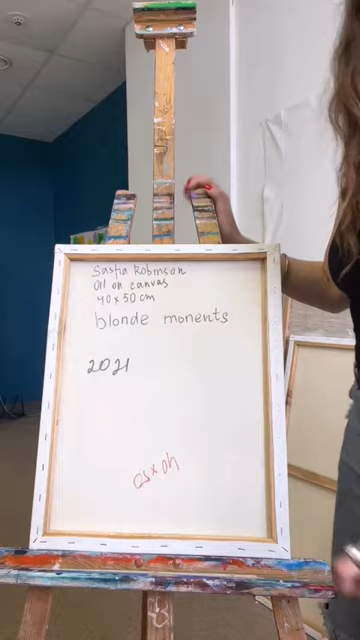 Sasha Robinson
oil on canvas
40 x 50 cm
blonde moments
2021